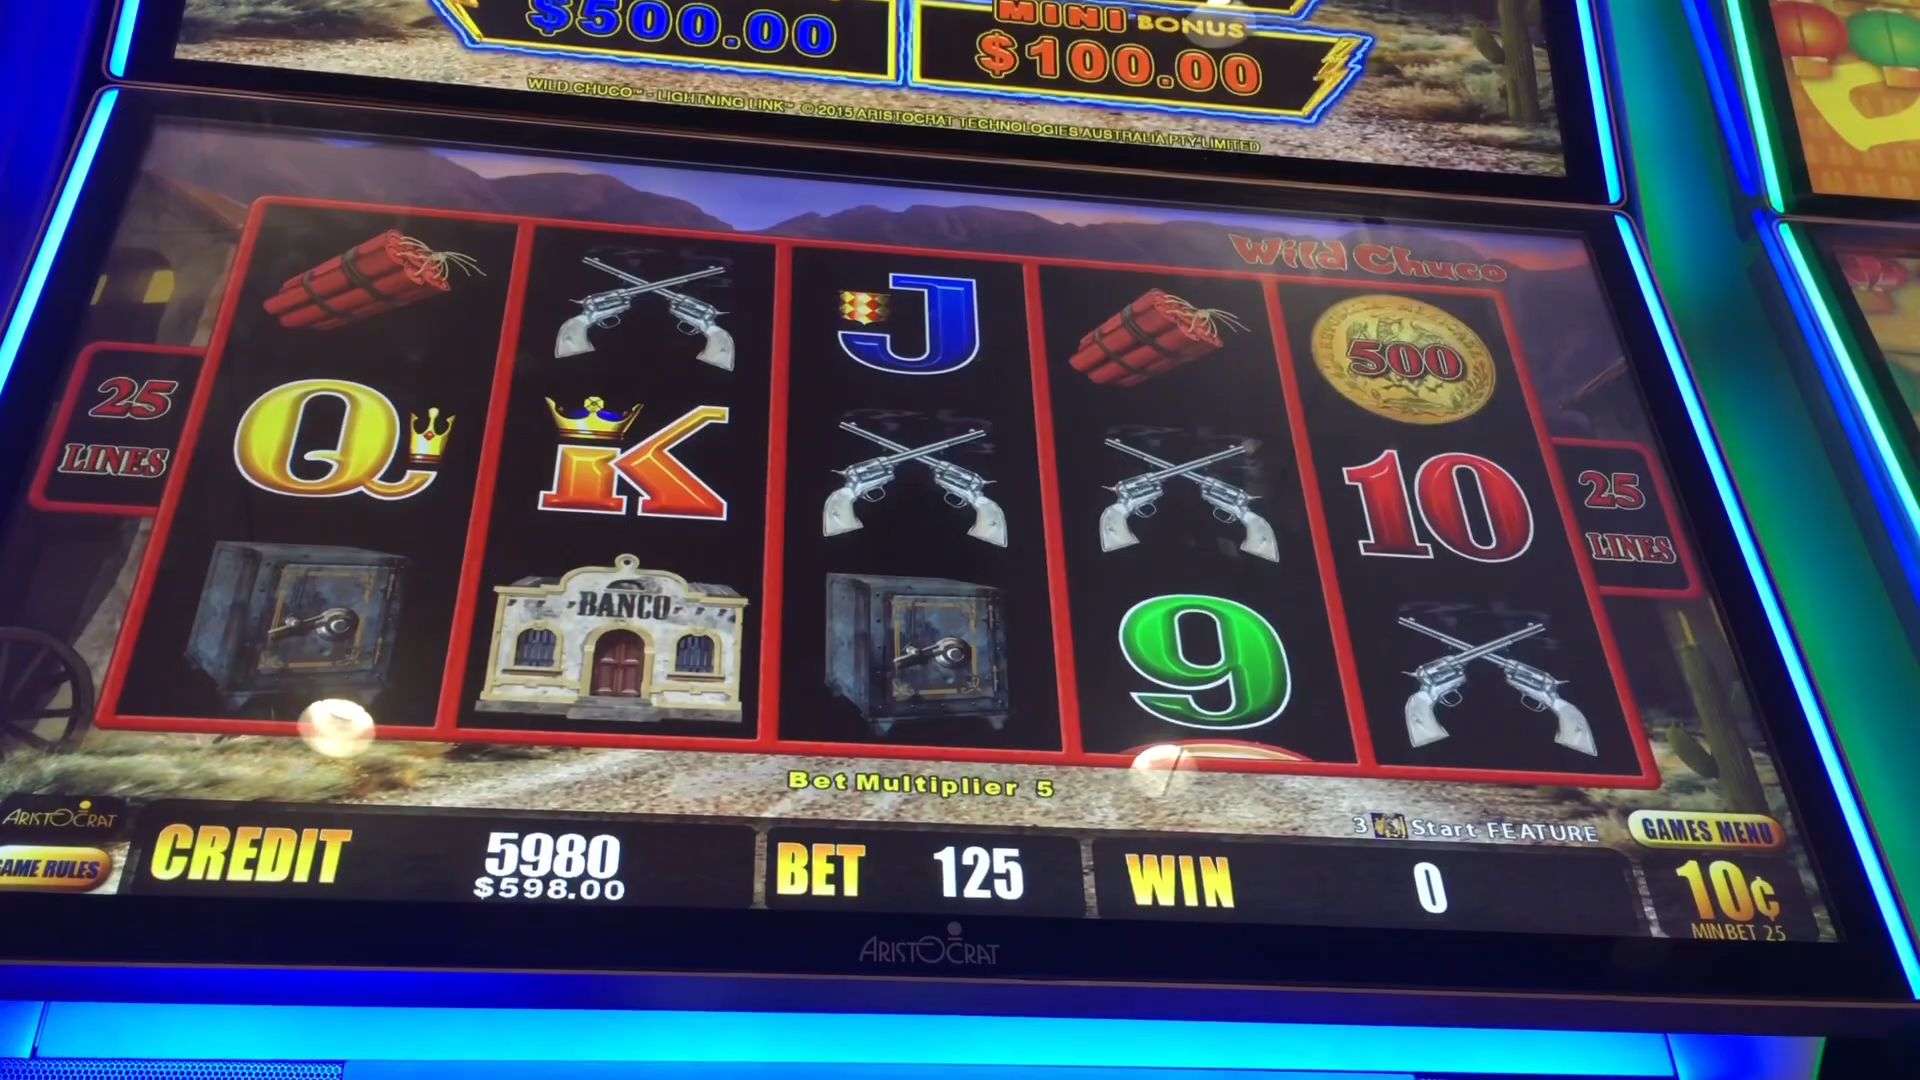 $500.00
MINI BONUS
$100.00
WILD CHUCO™ - LIGHTNING LINK™ © 2015 ARISTOCRAT TECHNOLOGIES AUSTRALIA PTY LIMITED
Wild Chuco
J
500
25
LINES
Q
K
10
25
LINES
BANCO
9
Bet Multiplier 5
3 Start FEATURE
ARISTOCRAT
GAME RULES
CREDIT 5980
$598.00
BET 125
WIN 0
GAMES MENU
10¢
MIN BET 25
ARISTOCRAT